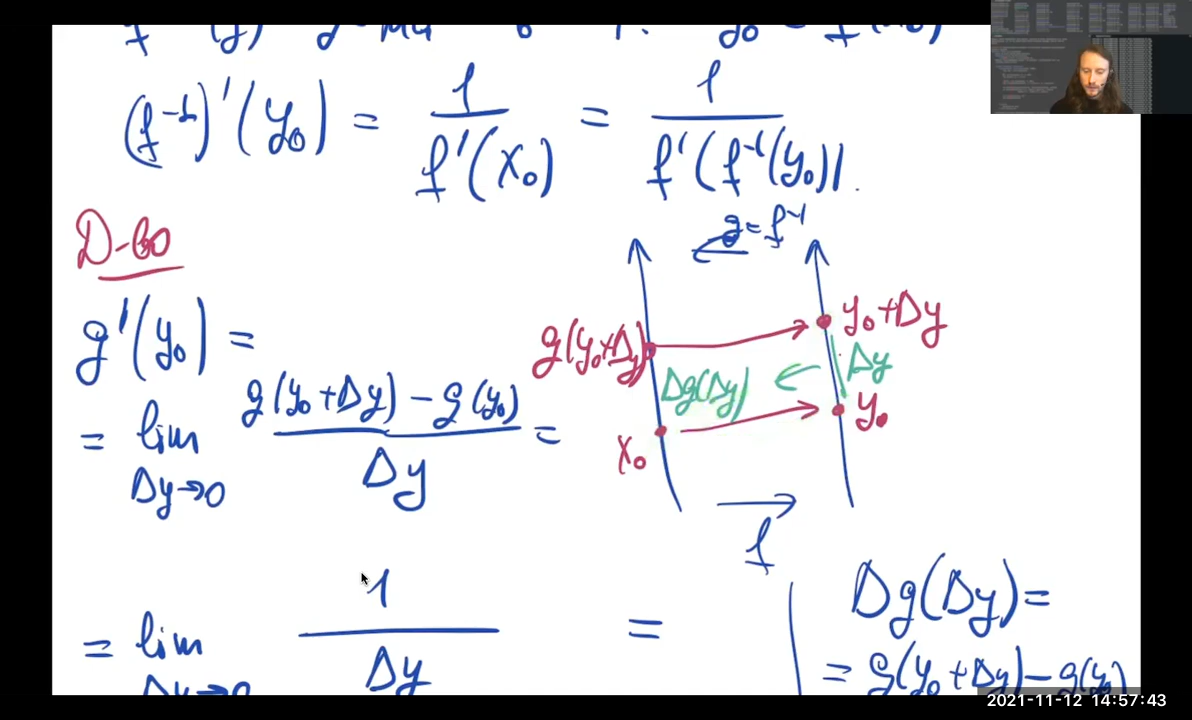 (f⁻¹)'(y₀) = 1/f'(x₀) = 1/f'(f⁻¹(y₀)).
Д-во
g = f⁻¹
g'(y₀) =
= lim Δy→0 (g(y₀+Δy) - g(y₀))/Δy =
g(y₀+Δy)
y₀+Δy
Δg(Δy)
Δy
x₀
y₀
f
= lim 1/Δy =
Δg(Δy) =
= g(y₀+Δy) - g(y₀)
2021-11-12 14:57:43